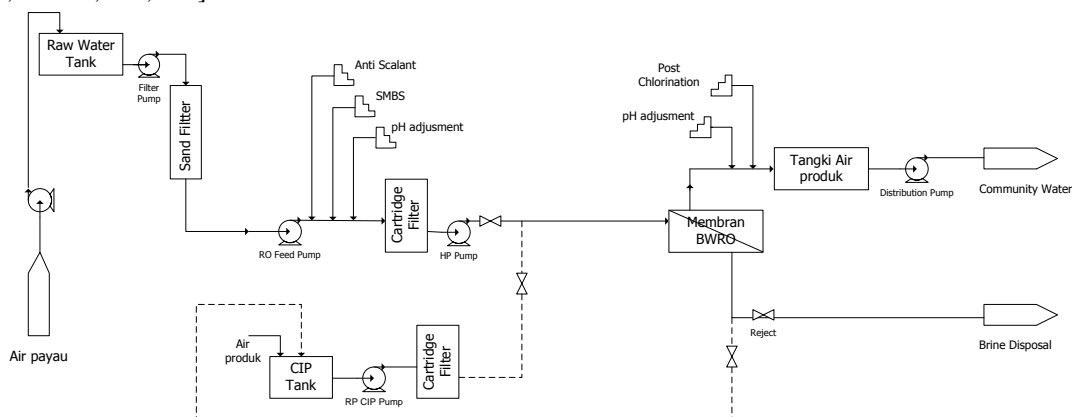 Raw Water
Tank
Filter
Pump
Sand Filtter
Anti Scalant
SMBS
pH adjusment
RO Feed Pump
Cartridge
Filter
HP Pump
Post
Chlorination
pH adjusment
Tangki Air
produk
Distribution Pump
Community Water
Membran
BWRO
Reject
Brine Disposal
Air payau
Air
produk
CIP
Tank
RP CIP Pump
Cartridge
Filter